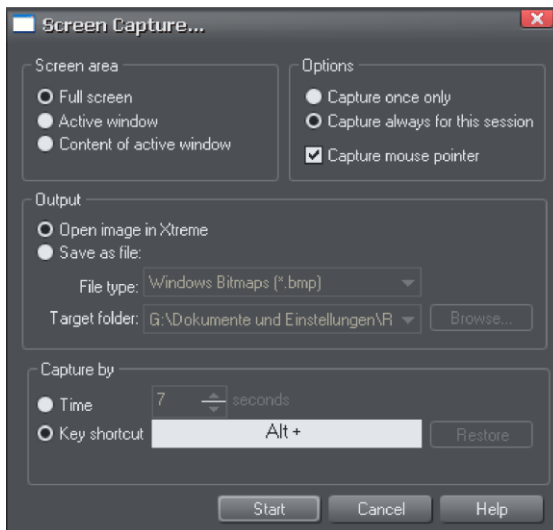 Screen Capture...
Screen area
Full screen
Active window
Content of active window
Options
Capture once only
Capture always for this session
Capture mouse pointer
Output
Open image in Xtreme
Save as file:
File type: Windows Bitmaps (*.bmp)
Target folder: G:\Dokumente und Einstellungen\R Browse...
Capture by
Time 7 seconds
Key shortcut Alt + Restore
Start Cancel Help